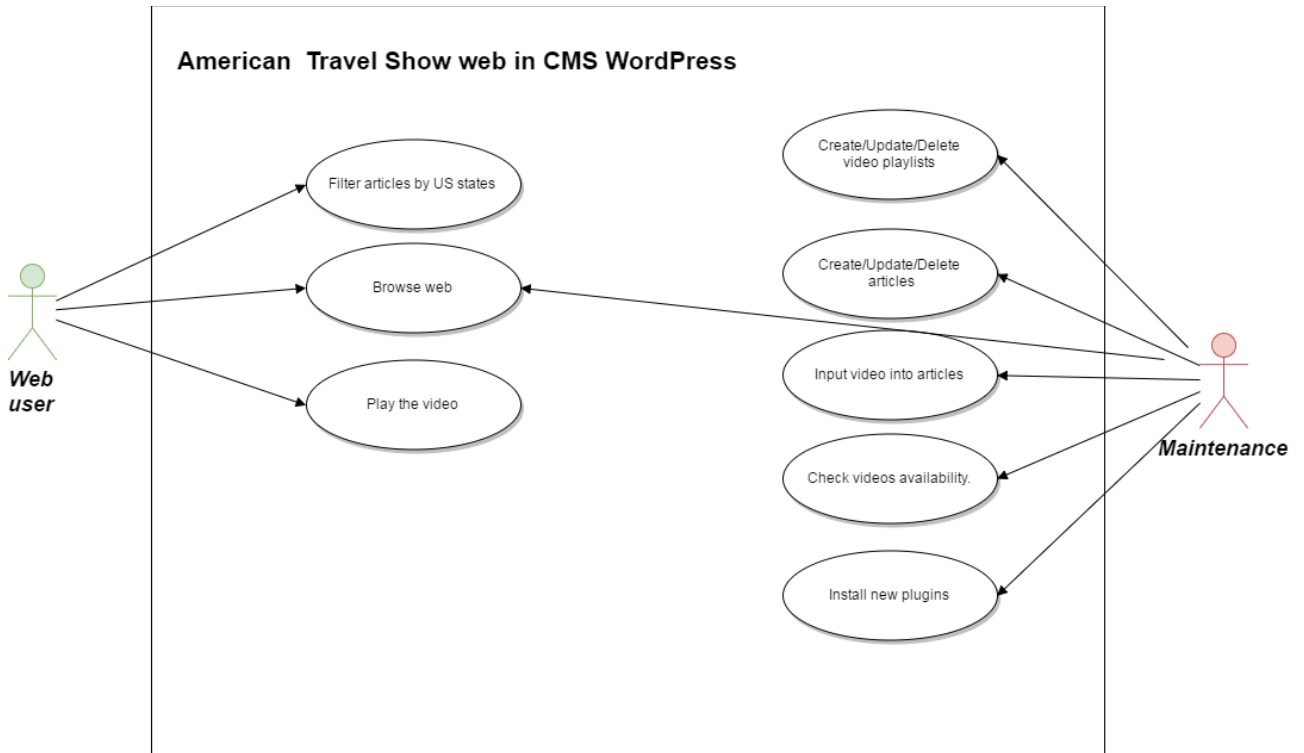 American  Travel Show web in CMS WordPress
Filter articles by US states
Browse web
Play the video
Web
user
Create/Update/Delete
video playlists
Create/Update/Delete
articles
Input video into articles
Check videos availability.
Install new plugins
Maintenance